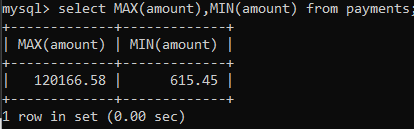 mysql> select MAX(amount),MIN(amount) from payments;
+-------------+-------------+
| MAX(amount) | MIN(amount) |
+-------------+-------------+
|   120166.58 |      615.45 |
+-------------+-------------+
1 row in set (0.00 sec)